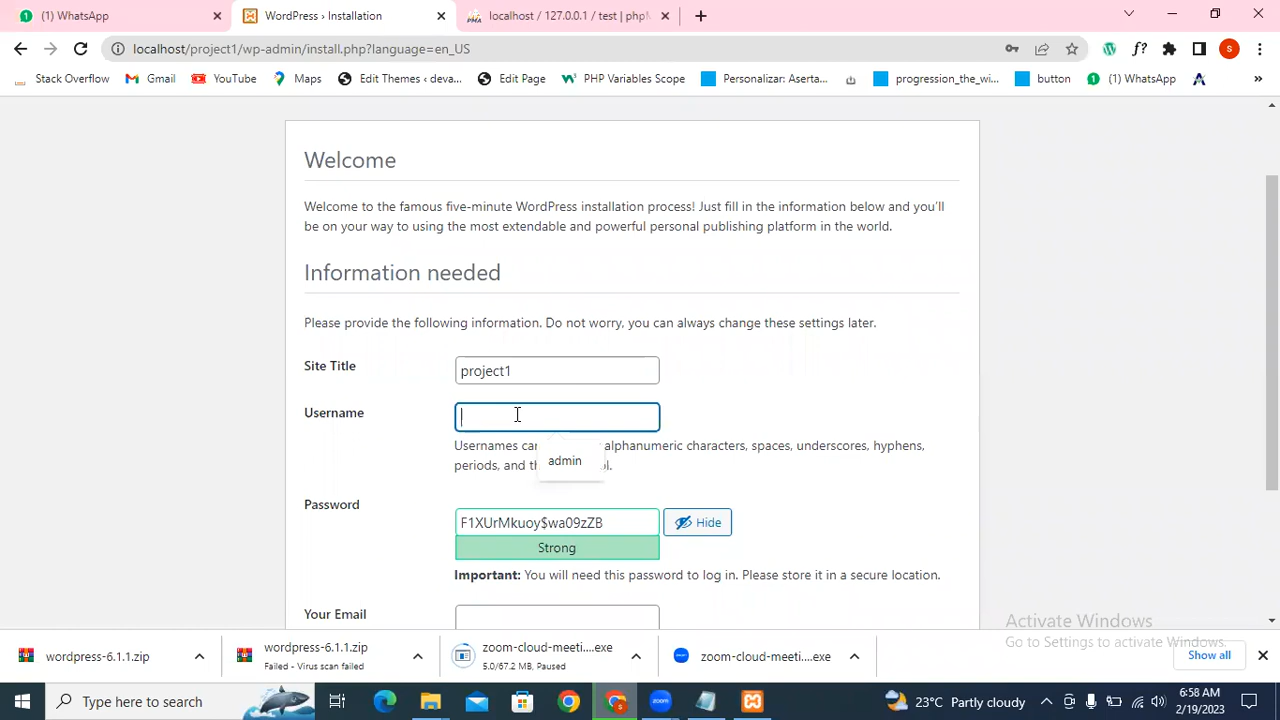 (1) WhatsApp
WordPress › Installation
localhost / 127.0.0.1 / test | phpM
localhost/project1/wp-admin/install.php?language=en_US
S
Stack Overflow
Gmail
YouTube
Maps
Edit Themes ‹ deva...
Edit Page
PHP Variables Scope
Personalizar: Aserta...
progression_the_wi...
button
(1) WhatsApp
»
Welcome
Welcome to the famous five-minute WordPress installation process! Just fill in the information below and you'll
be on your way to using the most extendable and powerful personal publishing platform in the world.
Information needed
Please provide the following information. Do not worry, you can always change these settings later.
Site Title
project1
Username
Usernames can
alphanumeric characters, spaces, underscores, hyphens,
admin
periods, and th
ol.
Password
F1XUrMkuoy$wa09zZB
Hide
Strong
Important: You will need this password to log in. Please store it in a secure location.
Your Email
Activate Windows
Go to Settings to activate Windows.
wordpress-6.1.1.zip
wordpress-6.1.1.zip
Failed - Virus scan failed
zoom-cloud-meeti....exe
5.0/67.2 MB, Paused
zoom-cloud-meeti....exe
Show all
Type here to search
23°C Partly cloudy
6:58 AM
2/19/2023